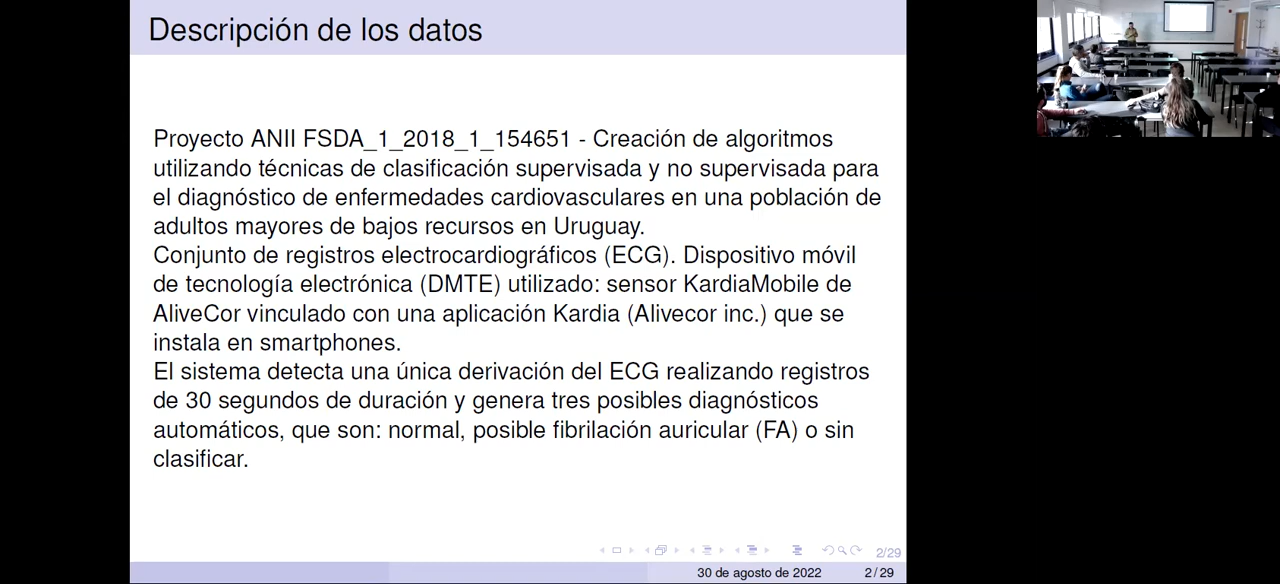 Descripción de los datos
Proyecto ANII FSDA_1_2018_1_154651 - Creación de algoritmos
utilizando técnicas de clasificación supervisada y no supervisada para
el diagnóstico de enfermedades cardiovasculares en una población de
adultos mayores de bajos recursos en Uruguay.
Conjunto de registros electrocardiográficos (ECG). Dispositivo móvil
de tecnología electrónica (DMTE) utilizado: sensor KardiaMobile de
AliveCor vinculado con una aplicación Kardia (Alivecor inc.) que se
instala en smartphones.
El sistema detecta una única derivación del ECG realizando registros
de 30 segundos de duración y genera tres posibles diagnósticos
automáticos, que son: normal, posible fibrilación auricular (FA) o sin
clasificar.
2/29
30 de agosto de 2022 2 / 29